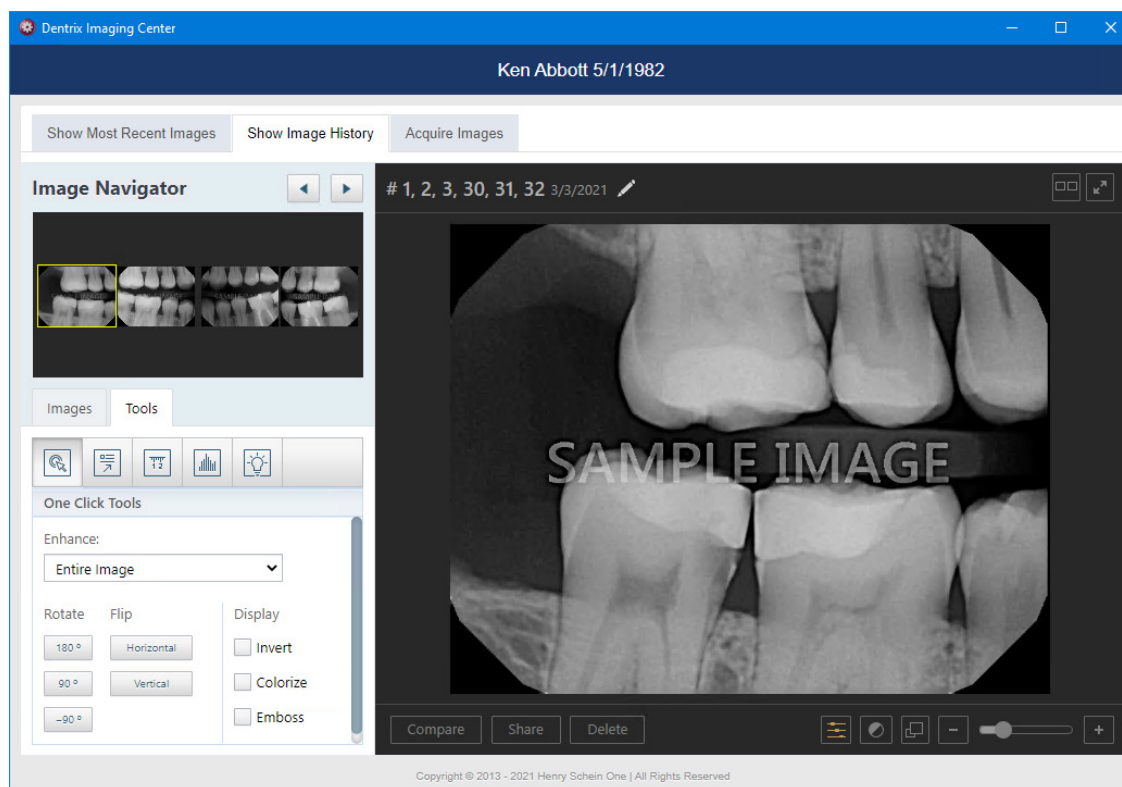 Dentrix Imaging Center
Ken Abbott 5/1/1982
Show Most Recent Images Show Image History Acquire Images
Image Navigator
# 1, 2, 3, 30, 31, 32 3/3/2021
SAMPLE IMAGE
Images Tools
One Click Tools
Enhance:
Entire Image
Rotate Flip Display
180 º Horizontal Invert
90 º Vertical Colorize
-90 º Emboss
Compare Share Delete
Copyright © 2013 - 2021 Henry Schein One | All Rights Reserved